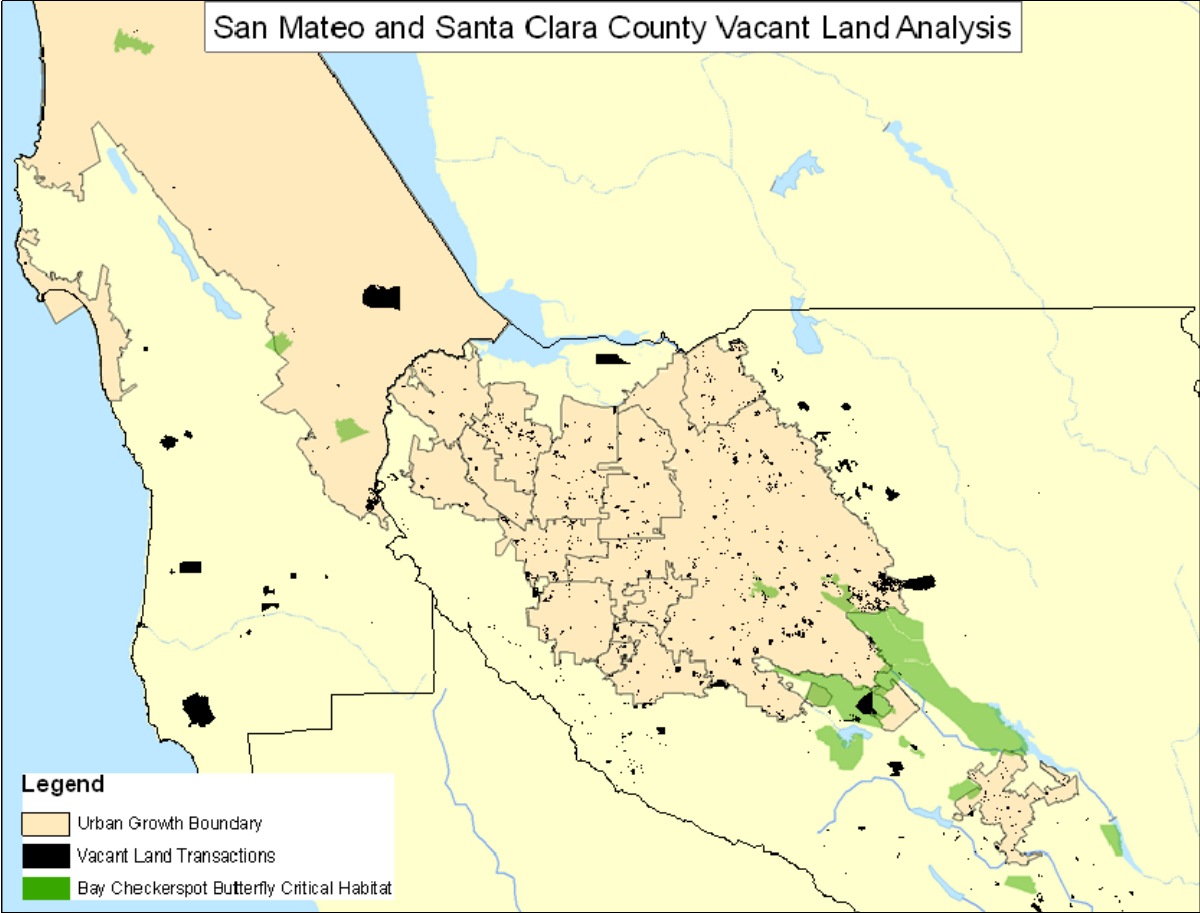 San Mateo and Santa Clara County Vacant Land Analysis
Legend
Urban Growth Boundary
Vacant Land Transactions
Bay Checkerspot Butterfly Critical Habitat